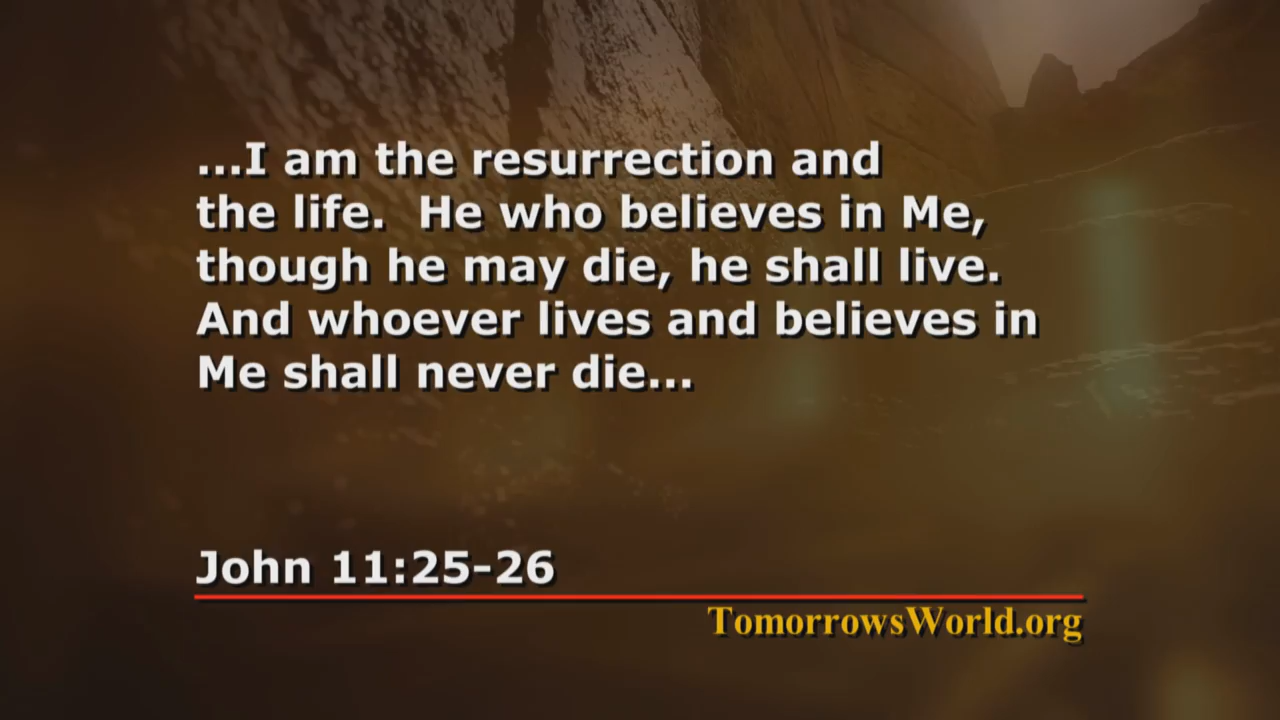 ...I am the resurrection and
the life.  He who believes in Me,
though he may die, he shall live.
And whoever lives and believes in
Me shall never die...
John 11:25-26
TomorrowsWorld.org